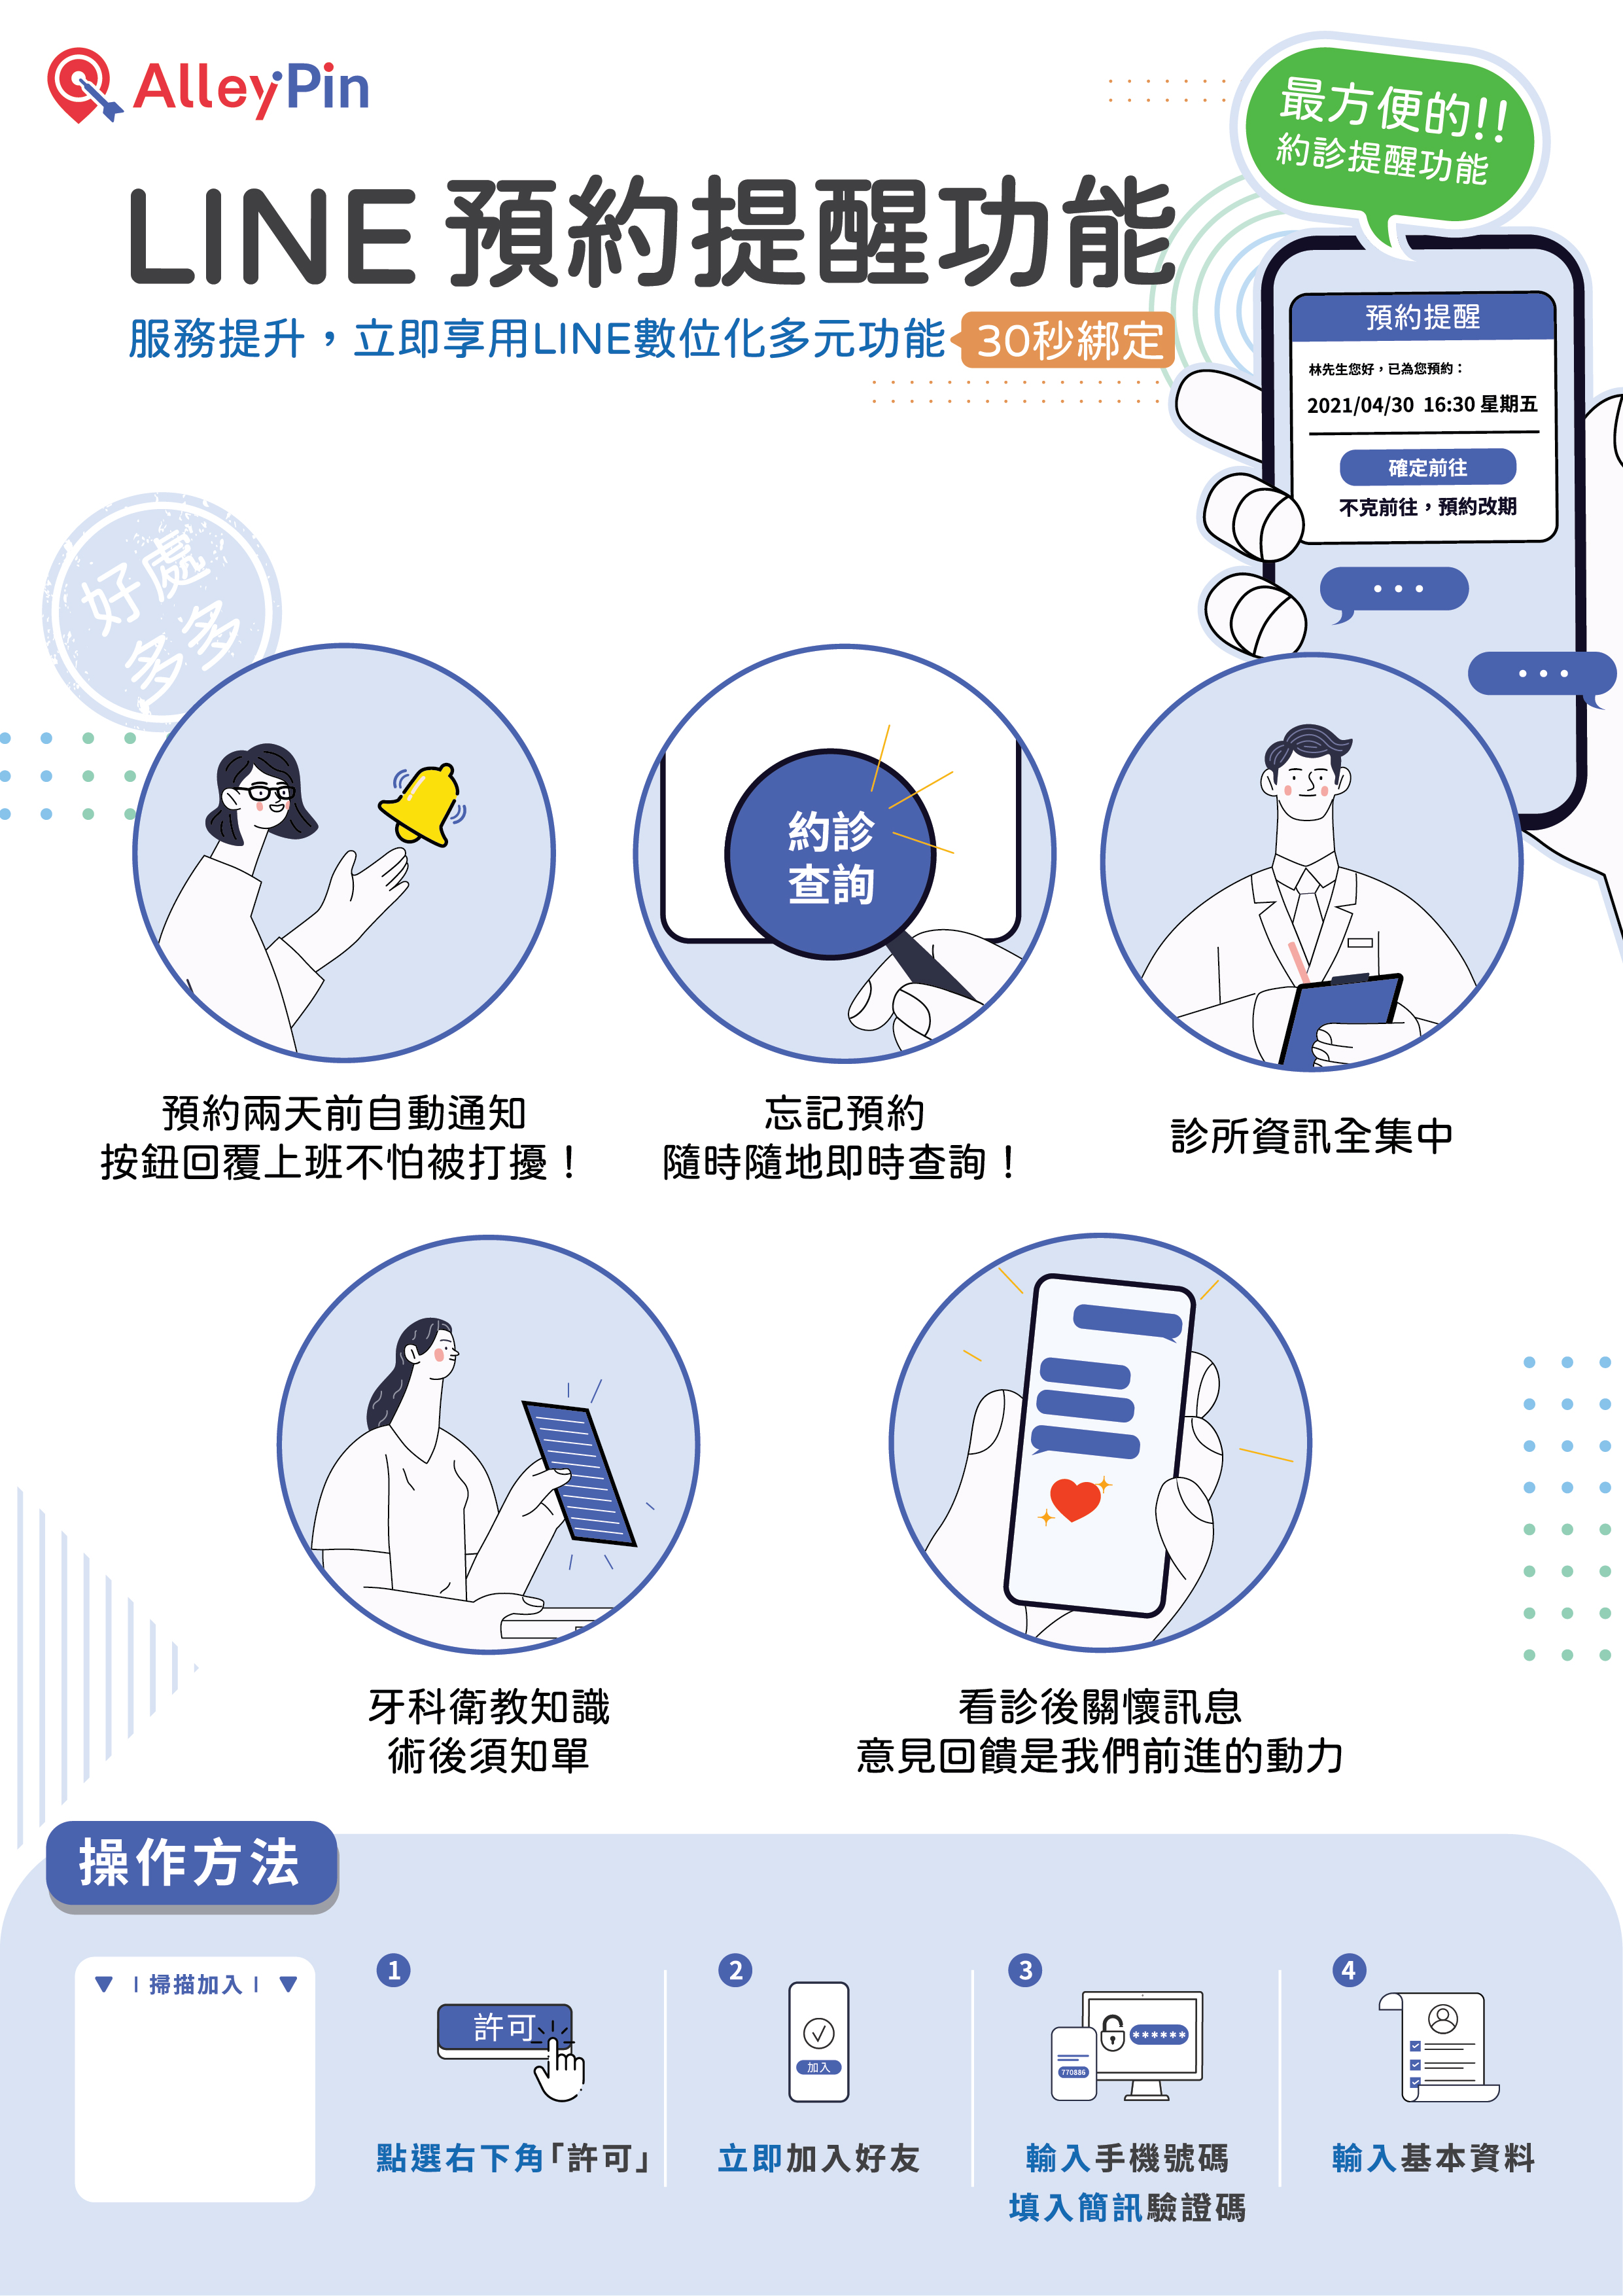 AlleyPin
最方便的!!
約診提醒功能
LINE 預約提醒功能
服務提升，立即享用LINE數位化多元功能
30秒綁定
預約提醒
林先生您好，已為您預約：
2021/04/30 16:30 星期五
確定前往
不克前往，預約改期
好處
多多
約診
查詢
預約兩天前自動通知
按鈕回覆上班不怕被打擾！
忘記預約
隨時隨地即時查詢！
診所資訊全集中
牙科衛教知識
術後須知單
看診後關懷訊息
意見回饋是我們前進的動力
操作方法
▼ | 掃描加入 | ▼
1
許可
點選右下角「許可」
2
加入
立即加入好友
3
******
770886
輸入手機號碼
填入簡訊驗證碼
4
輸入基本資料